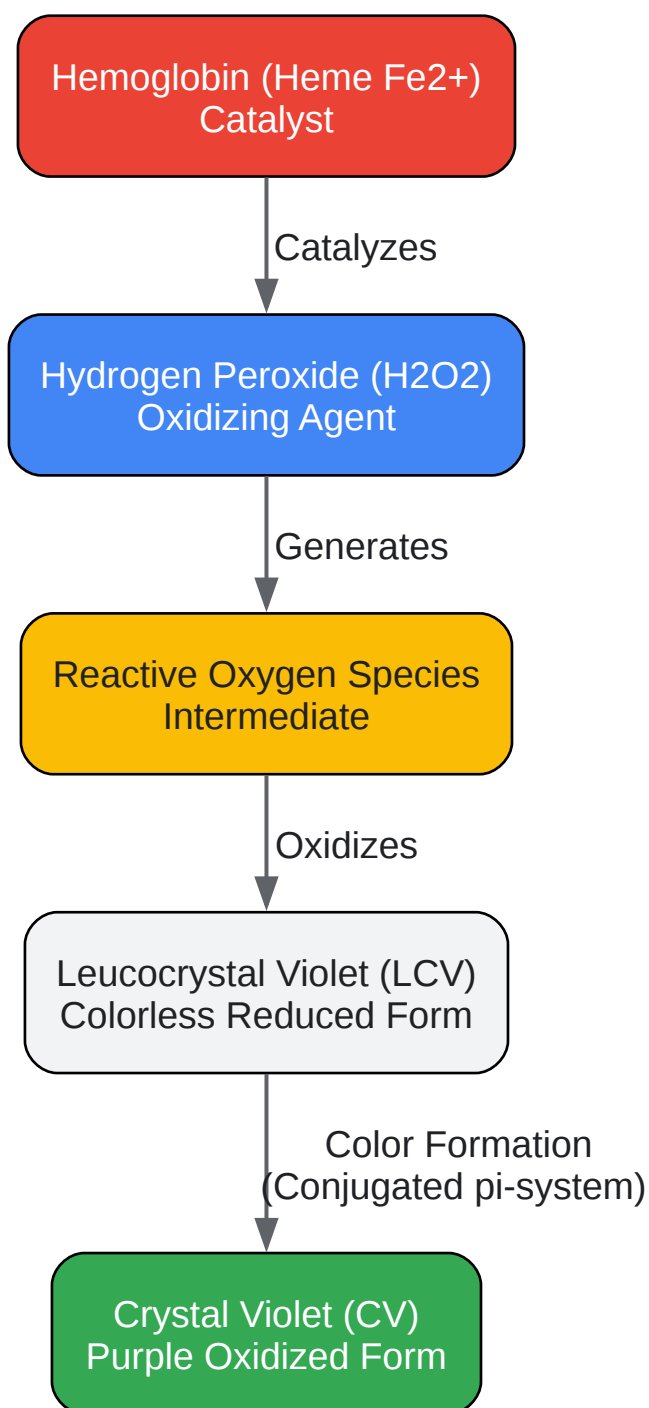 Hemoglobin (Heme Fe2+)
Catalyst
Catalyzes
Hydrogen Peroxide (H2O2)
Oxidizing Agent
Generates
Reactive Oxygen Species
Intermediate
Oxidizes
Leucocrystal Violet (LCV)
Colorless Reduced Form
Color Formation
(Conjugated pi-system)
Crystal Violet (CV)
Purple Oxidized Form